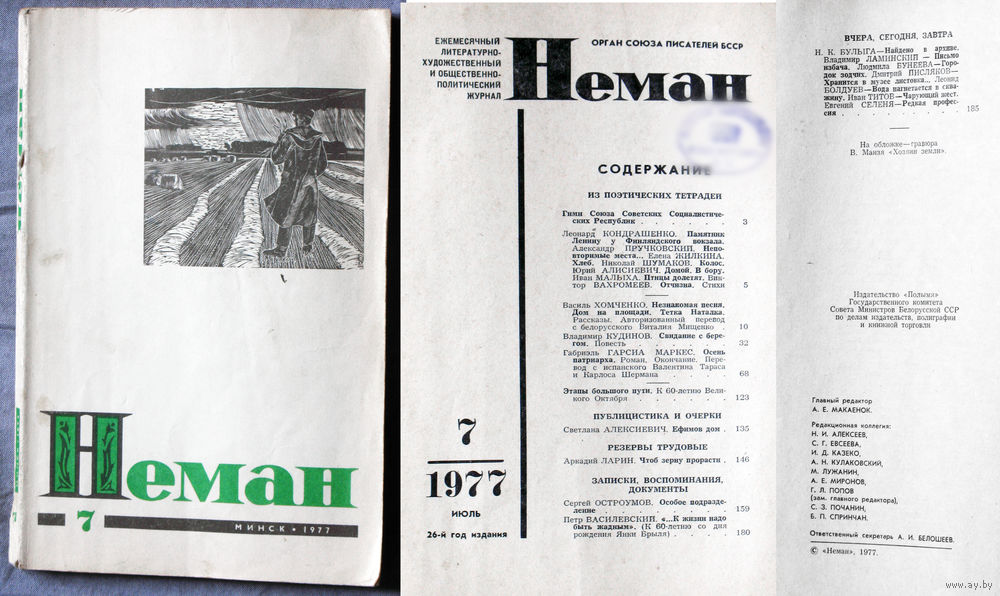 Неман
7
МИНСК • 1977
ЕЖЕМЕСЯЧНЫЙ
ЛИТЕРАТУРНО-
ХУДОЖЕСТВЕННЫЙ
И ОБЩЕСТВЕННО-
ПОЛИТИЧЕСКИЙ
ЖУРНАЛ
ОРГАН СОЮЗА ПИСАТЕЛЕЙ БССР
Неман
СОДЕРЖАНИЕ
ИЗ ПОЭТИЧЕСКИХ ТЕТРАДЕЙ
Гимн Союза Советских Социалистиче-
ских Республик . . . . . . 3
Леонард КОНДРАШЕНКО. Памятник
Ленину у Финляндского вокзала.
Александр ПРУЧКОВСКИЙ. Непо-
вторимые места... Елена ЖИЛКИНА.
Хлеб. Николай ШУМАКОВ. Колос.
Юрий АЛИСИЕВИЧ. Домой. В бору.
Иван МАЛЫХА. Птицы долетят. Вик-
тор ВАХРОМЕЕВ. Отчизна. Стихи 5
Василь ХОМЧЕНКО. Незнакомая песня.
Дом на площади. Тетка Наталка.
Рассказы. Авторизованный перевод
с белорусского Виталия Мищенко . 10
Владимир КУДИНОВ. Свидание с бере-
гом. Повесть . . . . . . 32
Габриэль ГАРСИА МАРКЕС. Осень
патриарха. Роман. Окончание. Пере-
вод с испанского Валентина Тараса
и Карлоса Шермана . . . . 68
Этапы большого пути. К 60-летию Вели-
кого Октября . . . . . . 123
ПУБЛИЦИСТИКА И ОЧЕРКИ
Светлана АЛЕКСИЕВИЧ. Ефимов дом . 135
РЕЗЕРВЫ ТРУДОВЫЕ
Аркадий ЛАРИН. Чтоб зерну прорасти . 146
ЗАПИСКИ, ВОСПОМИНАНИЯ,
ДОКУМЕНТЫ
Сергей ОСТРОУМОВ. Особое подразде-
ление . . . . . . 159
Петр ВАСИЛЕВСКИЙ. «...К жизни надо
быть жадным». (К 60-летию со дня
рождения Янки Брыля) . . . . 180
7
1977
ИЮЛЬ
26-й год издания
ВЧЕРА, СЕГОДНЯ, ЗАВТРА
Н. К. БУЛЫГА—Найдено в архиве.
Владимир ЛАМИНСКИЙ — Письмо
избача. Людмила БУНЕЕВА—Горо-
док зодчих. Дмитрий ПИСЛЯКОВ—
Хранится в музее листовка... Леонид
БОЛДУЕВ—Вода нагнетается в сква-
жину. Иван ТИТОВ—Чарующий жест.
Евгений СЕЛЕНЯ—Редкая профес-
сия . . . . . . 185
На обложке—гравюра
В. Маная «Хозяин земли».
Издательство «Полымя»
Государственного комитета
Совета Министров Белорусской ССР
по делам издательств, полиграфии
и книжной торговли
Главный редактор
А. Е. МАКАЕНОК.
Редакционная коллегия:
Н. И. АЛЕКСЕЕВ,
С. Г. ЕВСЕЕВА,
И. Д. КАЗЕКО,
А. Н. КУЛАКОВСКИЙ,
М. ЛУЖАНИН,
А. Е. МИРОНОВ,
Г. Л. ПОПОВ
(зам. главного редактора),
С. З. ПОЧАНИН,
Б. П. СПРИНЧАН.
Ответственный секретарь А. И. БЕЛОШЕЕВ.
© «Неман», 1977.
www.ay.by